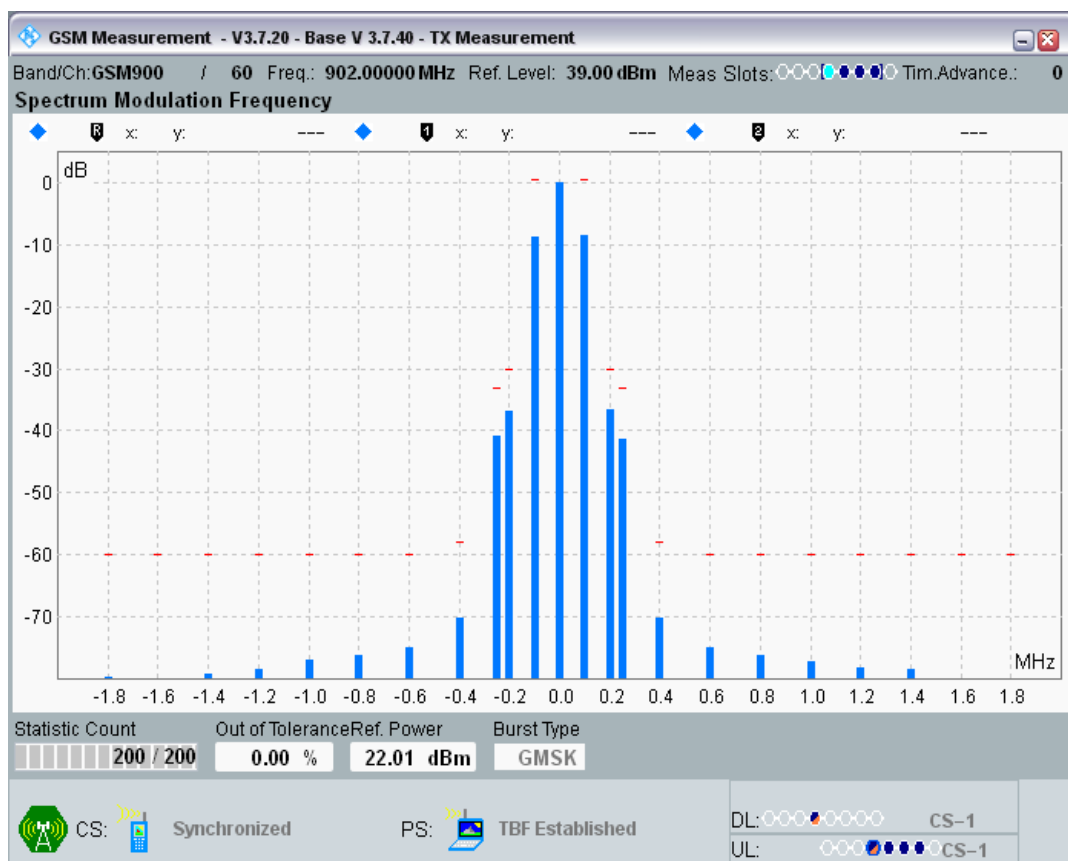 GSM Measurement - V3.7.20 - Base V 3.7.40 - TX Measurement
Band/Ch:GSM900 / 60 Freq.: 902.00000 MHz Ref. Level: 39.00 dBm Meas Slots: Tim.Advance.: 0
Spectrum Modulation Frequency
R x: y: --- 1 x: y: --- 2 x: y: ---
dB
0
-10
-20
-30
-40
-50
-60
-70
MHz
-1.8 -1.6 -1.4 -1.2 -1.0 -0.8 -0.6 -0.4 -0.2 0.0 0.2 0.4 0.6 0.8 1.0 1.2 1.4 1.6 1.8
Statistic Count Out of Tolerance Ref. Power Burst Type
200 / 200 0.00 % 22.01 dBm GMSK
CS: Synchronized PS: TBF Established
DL: CS-1
UL: CS-1